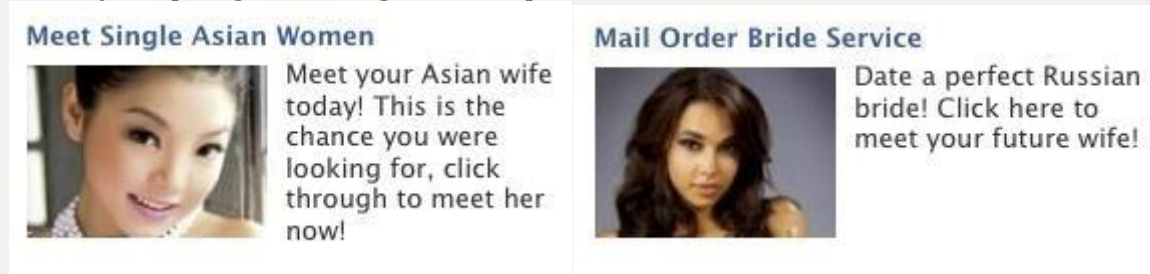 Meet Single Asian Women
Meet your Asian wife
today! This is the
chance you were
looking for, click
through to meet her
now!
Mail Order Bride Service
Date a perfect Russian
bride! Click here to
meet your future wife!